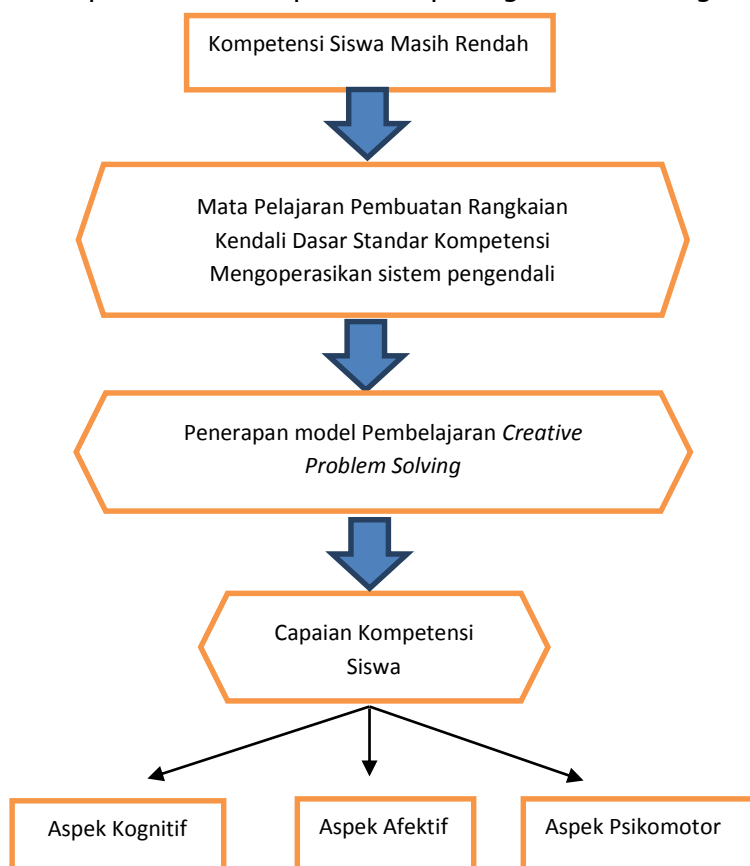 Kompetensi Siswa Masih Rendah
Mata Pelajaran Pembuatan Rangkaian
Kendali Dasar Standar Kompetensi
Mengoperasikan sistem pengendali
Penerapan model Pembelajaran Creative
Problem Solving
Capaian Kompetensi
Siswa
Aspek Kognitif
Aspek Afektif
Aspek Psikomotor